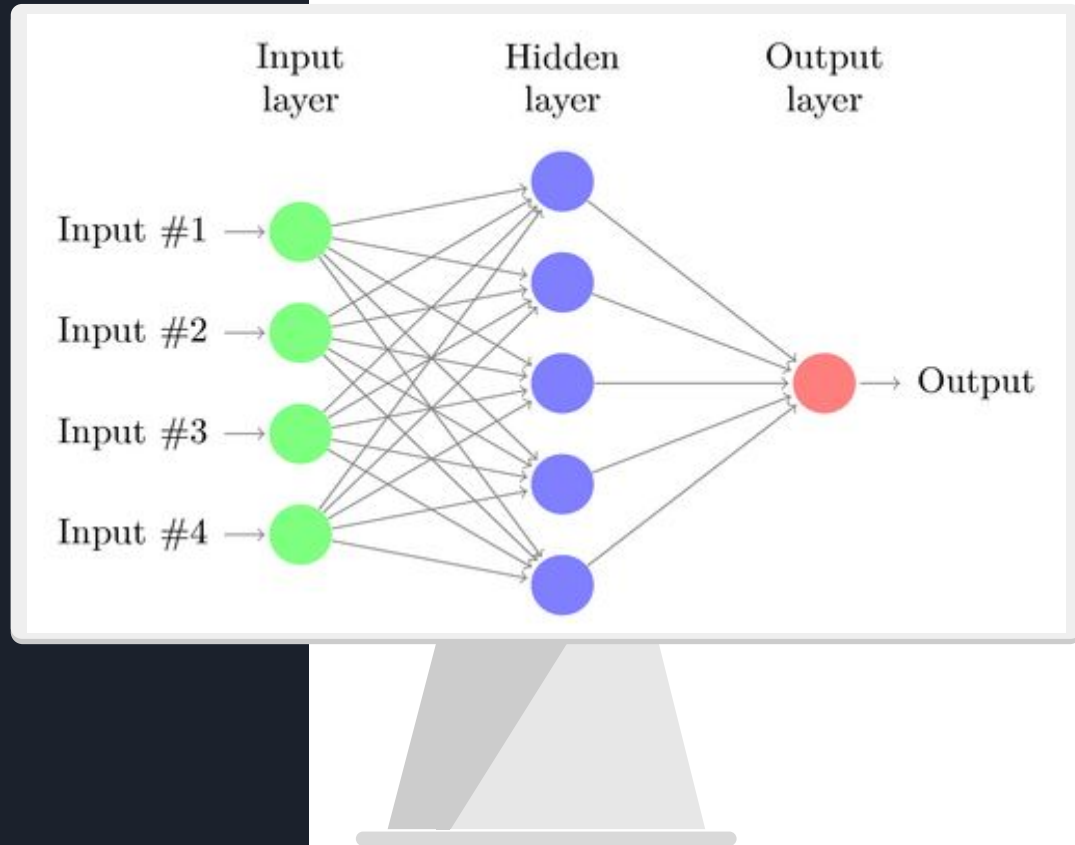 Input
layer
Hidden
layer
Output
layer
Input #1
Input #2
Input #3
Input #4
Output